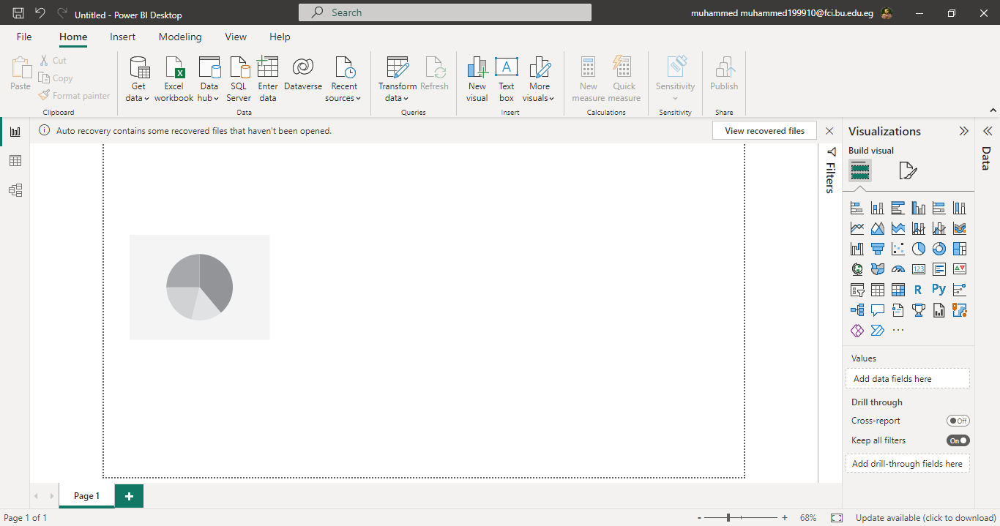 Untitled - Power BI Desktop
Search
muhammed muhammed199910@fci.bu.edu.eg
File Home Insert Modeling View Help
Paste
Cut
Copy
Format painter
Clipboard
Get data
Excel workbook
Data hub
SQL Server
Enter data
Dataverse
Recent sources
Data
Transform data
Refresh
Queries
New visual
Text box
More visuals
Insert
New measure
Quick measure
Calculations
Sensitivity
Sensitivity
Publish
Share
Auto recovery contains some recovered files that haven't been opened.
View recovered files
Filters
Visualizations
Build visual
123
R
Py
Values
Add data fields here
Drill through
Cross-report
Off
Keep all filters
On
Add drill-through fields here
Data
Page 1
Page 1 of 1
- + 68%
Update available (click to download)